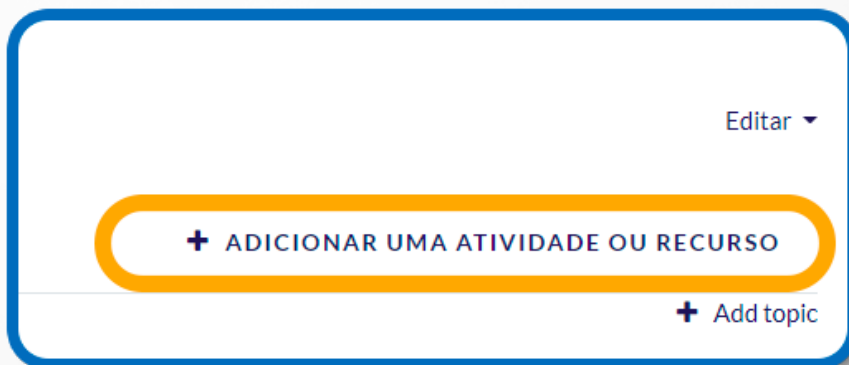 Editar
+ ADICIONAR UMA ATIVIDADE OU RECURSO
+ Add topic